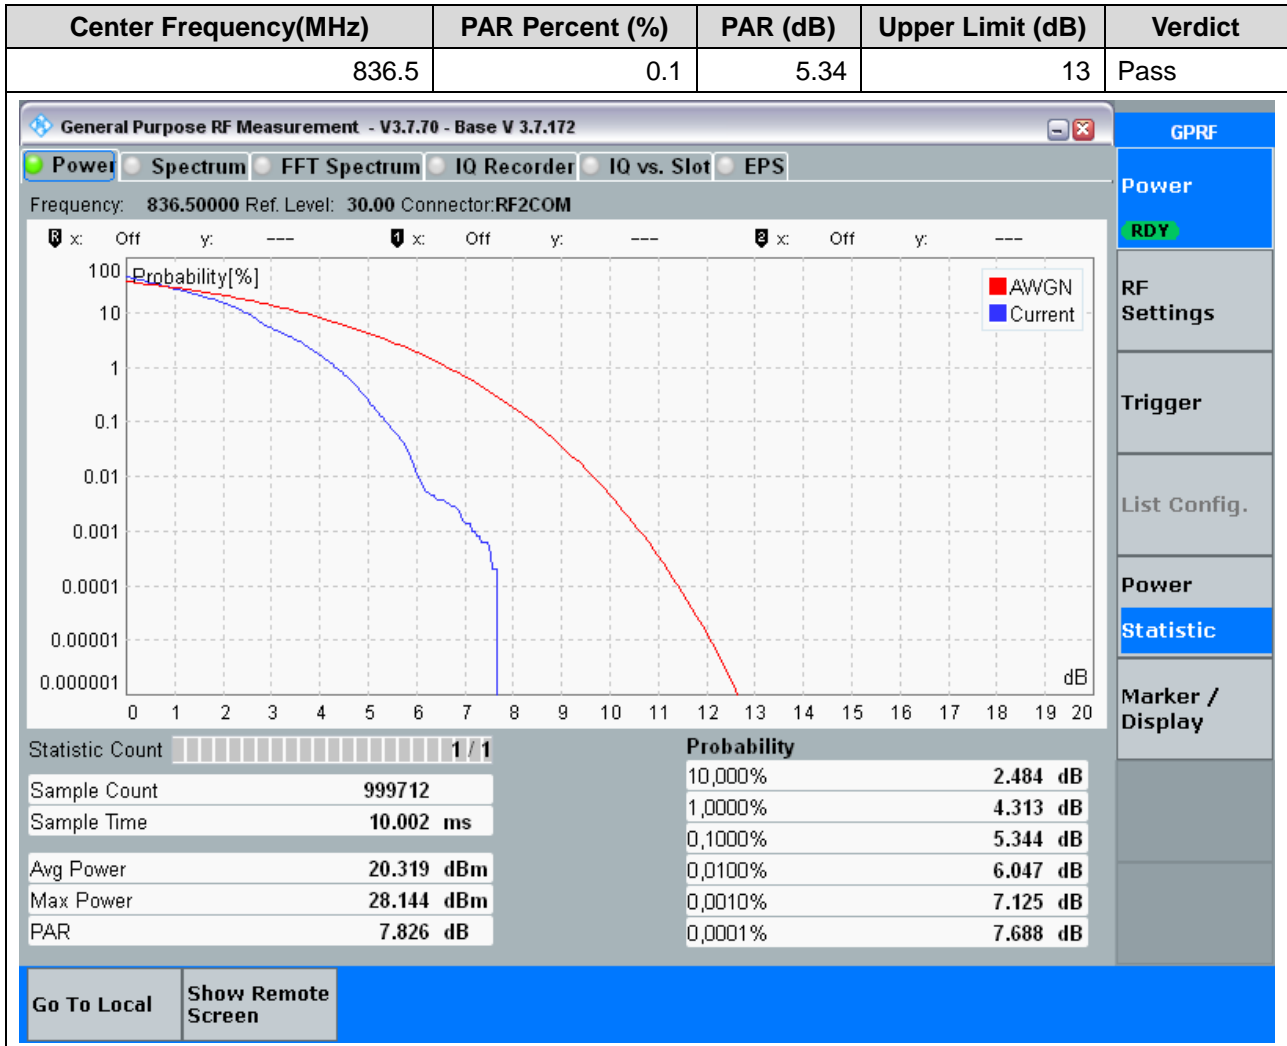 Center Frequency(MHz) PAR Percent (%) PAR (dB) Upper Limit (dB) Verdict
836.5 0.1 5.34 13 Pass
General Purpose RF Measurement - V3.7.70 - Base V 3.7.172
GPRF
Power Spectrum FFT Spectrum IQ Recorder IQ vs. Slot EPS
Power
RDY
Frequency: 836.50000 Ref. Level: 30.00 Connector:RF2COM
R x: Off y: --- 1 x: Off y: --- 2 x: Off y: ---
Probability[%]
AWGN
Current
100
10
1
0.1
0.01
0.001
0.0001
0.00001
0.000001
dB
0 1 2 3 4 5 6 7 8 9 10 11 12 13 14 15 16 17 18 19 20
RF
Settings
Trigger
List Config.
Power
Statistic
Marker /
Display
Statistic Count 1 / 1
Sample Count 999712
Sample Time 10.002 ms
Avg Power 20.319 dBm
Max Power 28.144 dBm
PAR 7.826 dB
Probability
10,000% 2.484 dB
1,0000% 4.313 dB
0,1000% 5.344 dB
0,0100% 6.047 dB
0,0010% 7.125 dB
0,0001% 7.688 dB
Go To Local
Show Remote
Screen